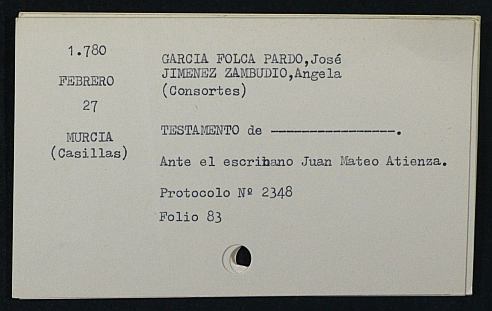 1.780
FEBRERO
27
MURCIA
(Casillas)
GARCIA FOLCA PARDO,José
JIMENEZ ZAMBUDIO,Angela
(Consortes)
TESTAMENTO de ----------------.
Ante el escribano Juan Mateo Atienza.
Protocolo Nº 2348
Folio 83